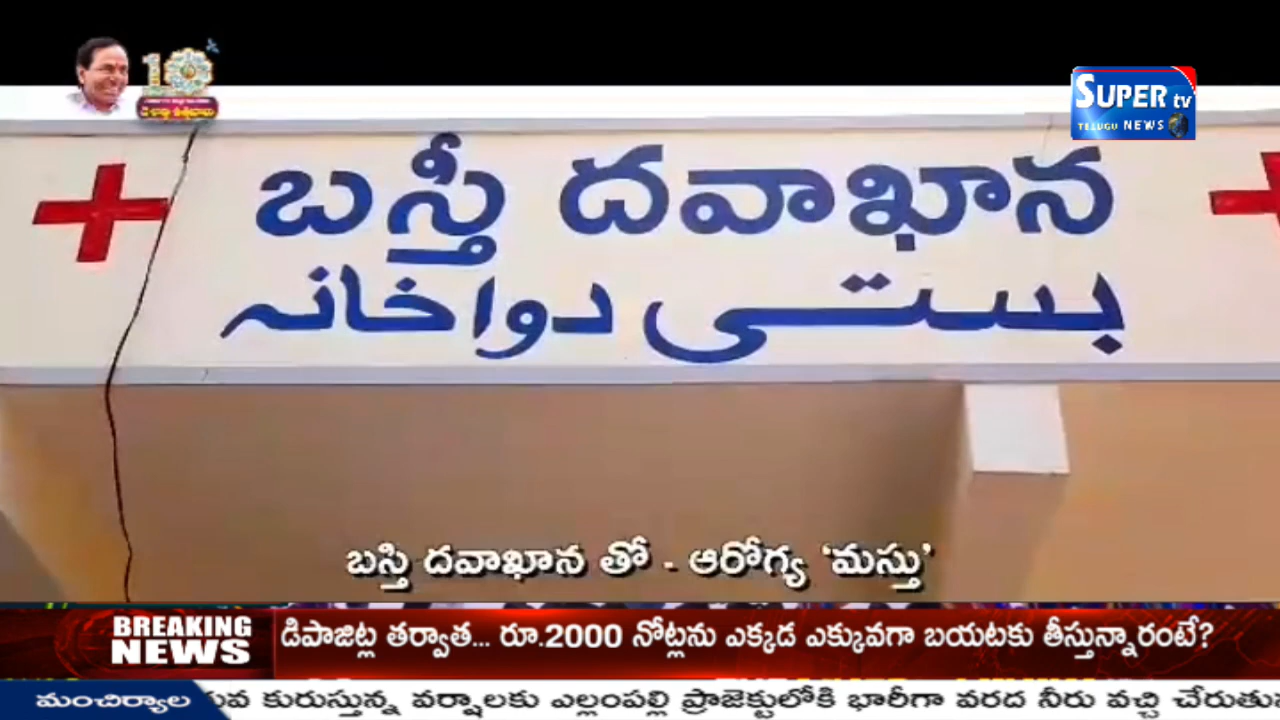 10
SUPER tv
TELUGU NEWS
బస్తీ దవాఖాన
بستی دواخانہ
బస్తి దవాఖాన తో - ఆరోగ్య ‘మస్తు’
BREAKING NEWS
డిపాజిట్ల తర్వాత... రూ.2000 నోట్లను ఎక్కడ ఎక్కువగా బయటకు తీస్తున్నారంటే?
మంచిర్యాల
కురుస్తున్న వర్షాలకు ఎల్లంపల్లి ప్రాజెక్టులోకి భారీగా వరద నీరు వచ్చి